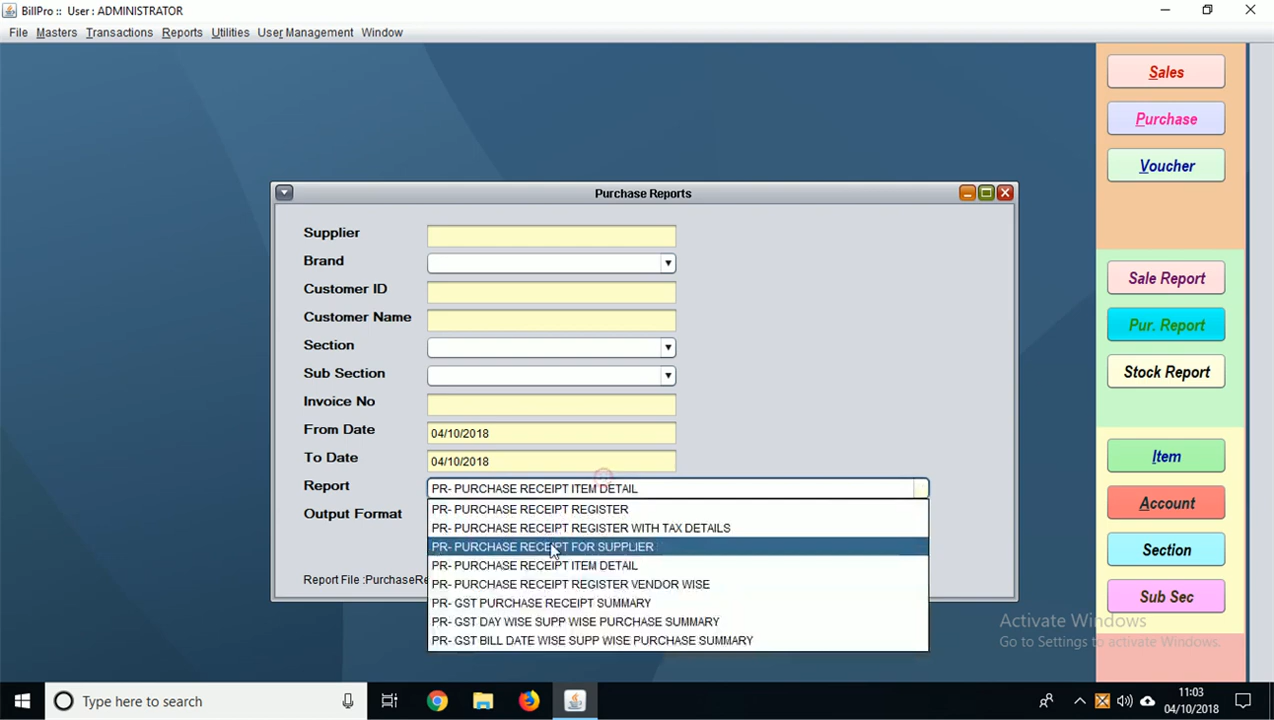 BillPro :: User : ADMINISTRATOR
File Masters Transactions Reports Utilities User Management Window
Sales
Purchase
Voucher
Purchase Reports
Supplier
Brand
Customer ID
Customer Name
Section
Sub Section
Invoice No
From Date 04/10/2018
To Date 04/10/2018
Report PR- PURCHASE RECEIPT ITEM DETAIL
Output Format
PR- PURCHASE RECEIPT REGISTER
PR- PURCHASE RECEIPT REGISTER WITH TAX DETAILS
PR- PURCHASE RECEIPT FOR SUPPLIER
PR- PURCHASE RECEIPT ITEM DETAIL
PR- PURCHASE RECEIPT REGISTER VENDOR WISE
PR- GST PURCHASE RECEIPT SUMMARY
PR- GST DAY WISE SUPP WISE PURCHASE SUMMARY
PR- GST BILL DATE WISE SUPP WISE PURCHASE SUMMARY
Report File :PurchaseRe
Sale Report
Pur. Report
Stock Report
Item
Account
Section
Sub Sec
Activate Windows
Go to Settings to activate Windows.
Type here to search
11:03
04/10/2018